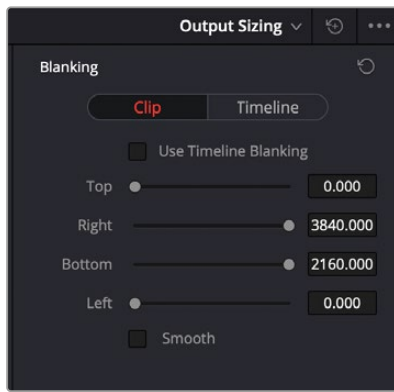 Output Sizing
Blanking
Clip Timeline
Use Timeline Blanking
Top 0.000
Right 3840.000
Bottom 2160.000
Left 0.000
Smooth